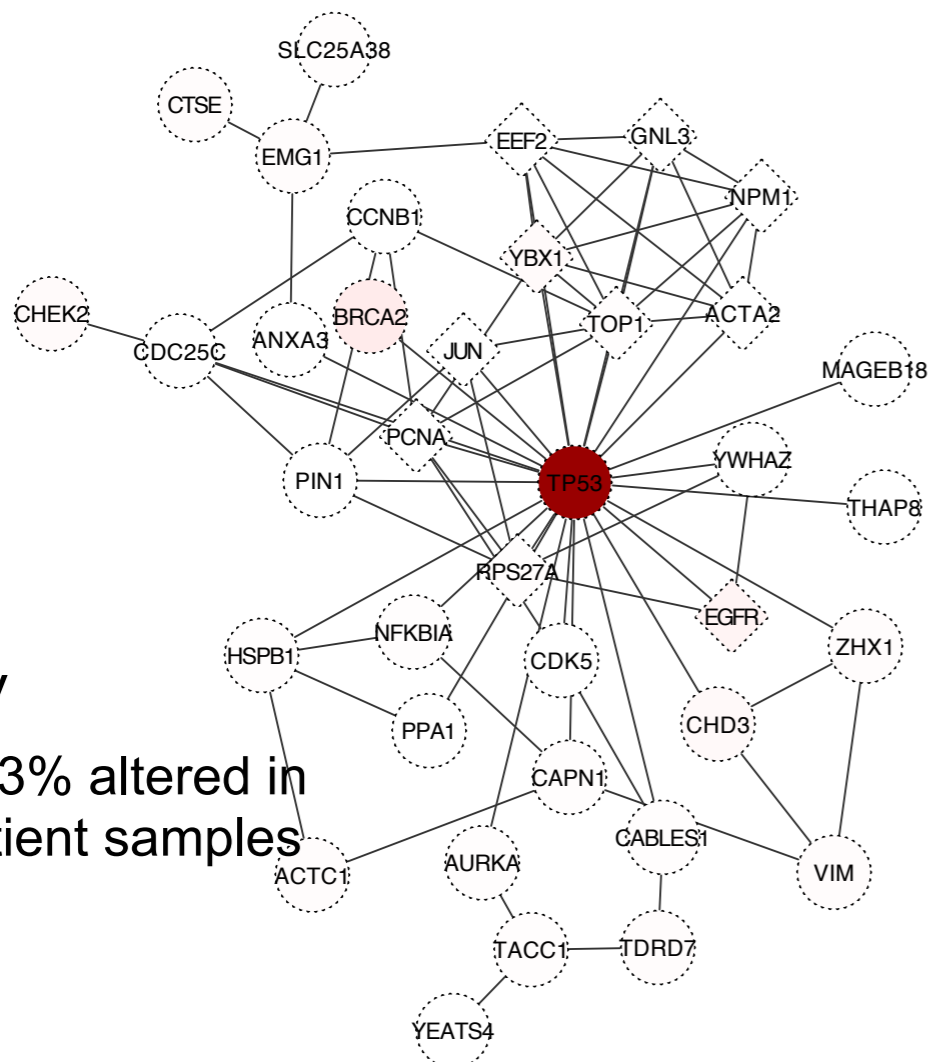 SLC25A38
CTSE
EMG1
EEF2
GNL3
NPM1
CCNB1
YBX1
CHEK2
BRCA2
TOP1
ACTA2
CDC25C
ANXA3
JUN
MAGEB18
PCNA
YWHAZ
PIN1
TP53
THAP8
RPS27A
EGFR
NFKBIA
HSPB1
CDK5
ZHX1
PPA1
CHD3
3% altered in
CAPN1
tient samples
CABLES1
AURKA
ACTC1
VIM
TACC1
TDRD7
YEATS4